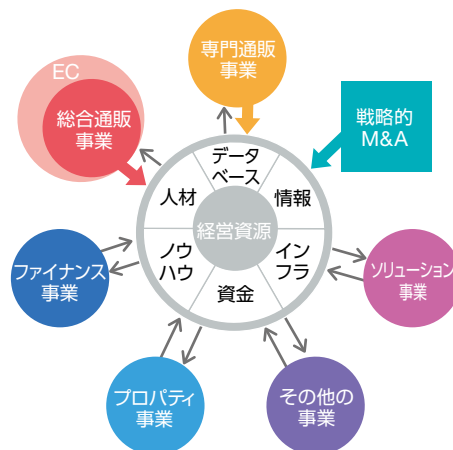 専門通販
事業
EC
総合通販
事業
戦略的
M&A
データ
ベース
人材
情報
経営資源
ノウ
ハウ
イン
フラ
資金
ファイナンス
事業
ソリューション
事業
プロパティ
事業
その他の
事業